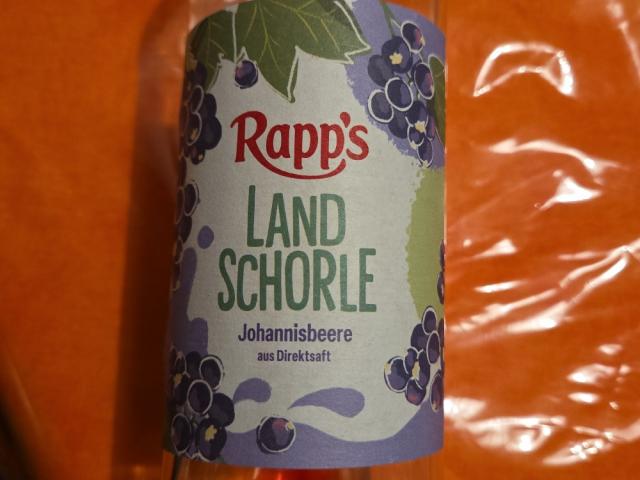 Rapp's
LAND
SCHORLE
Johannisbeere
aus Direktsaft